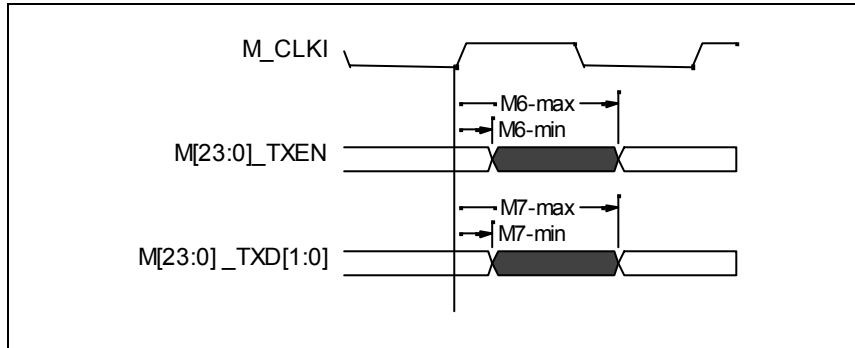 M_CLKI
M6-max
M6-min
M[23:0]_TXEN
M7-max
M7-min
M[23:0] _TXD[1:0]